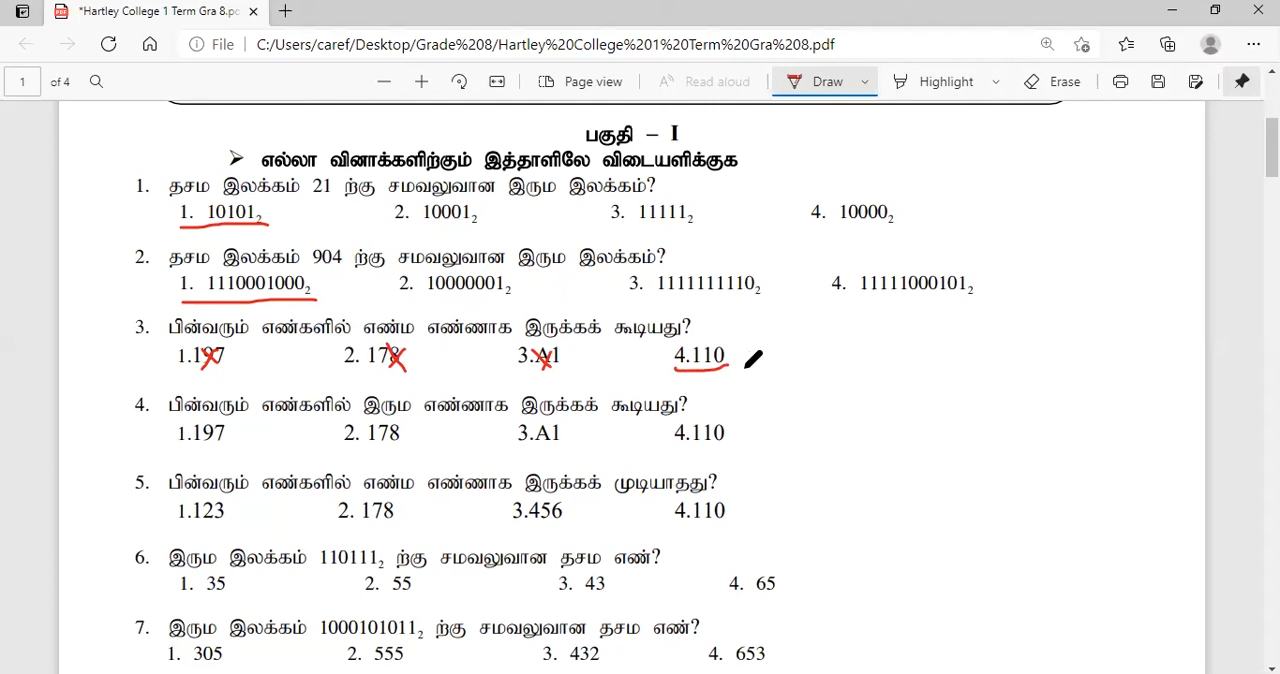 *Hartley College 1 Term Gra 8.pc
File C:/Users/caref/Desktop/Grade%208/Hartley%20College%201%20Term%20Gra%208.pdf
1 of 4 Page view Read aloud Draw Highlight Erase
பகுதி – I
➢ எல்லா வினாக்களிற்கும் இத்தாளிலே விடையளிக்குக
1. தசம இலக்கம் 21 ற்கு சமவலுவான இரும இலக்கம்?
1. 10101₂ 2. 10001₂ 3. 11111₂ 4. 10000₂
2. தசம இலக்கம் 904 ற்கு சமவலுவான இரும இலக்கம்?
1. 1110001000₂ 2. 10000001₂ 3. 1111111110₂ 4. 11111000101₂
3. பின்வரும் எண்களில் எண்ம எண்ணாக இருக்கக் கூடியது?
1.197 2. 178 3.A1 4.110
4. பின்வரும் எண்களில் இரும எண்ணாக இருக்கக் கூடியது?
1.197 2. 178 3.A1 4.110
5. பின்வரும் எண்களில் எண்ம எண்ணாக இருக்கக் முடியாதது?
1.123 2. 178 3.456 4.110
6. இரும இலக்கம் 110111₂ ற்கு சமவலுவான தசம எண்?
1. 35 2. 55 3. 43 4. 65
7. இரும இலக்கம் 1000101011₂ ற்கு சமவலுவான தசம எண்?
1. 305 2. 555 3. 432 4. 653